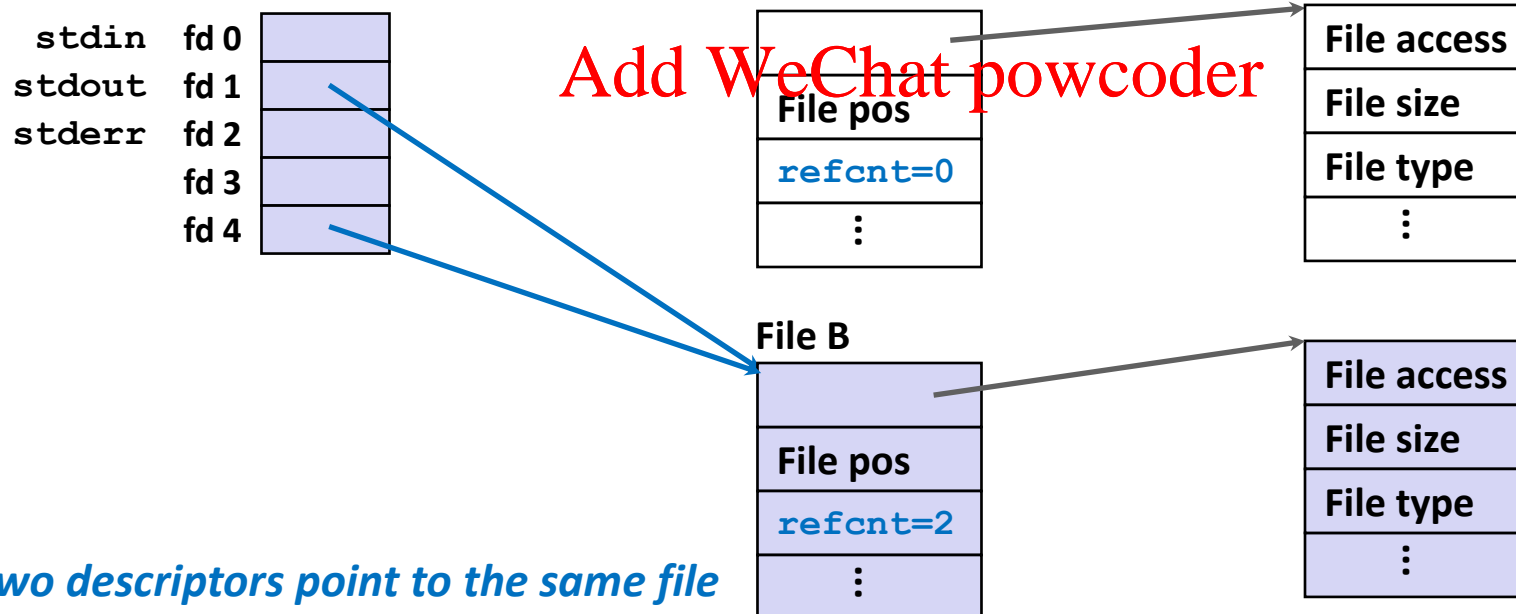 stdin fd 0
stdout fd 1
stderr fd 2
fd 3
fd 4
Add WeChat powcoder
File pos
refcnt=0
⋮
File access
File size
File type
⋮
File B
File pos
refcnt=2
⋮
File access
File size
File type
⋮
wo descriptors point to the same file